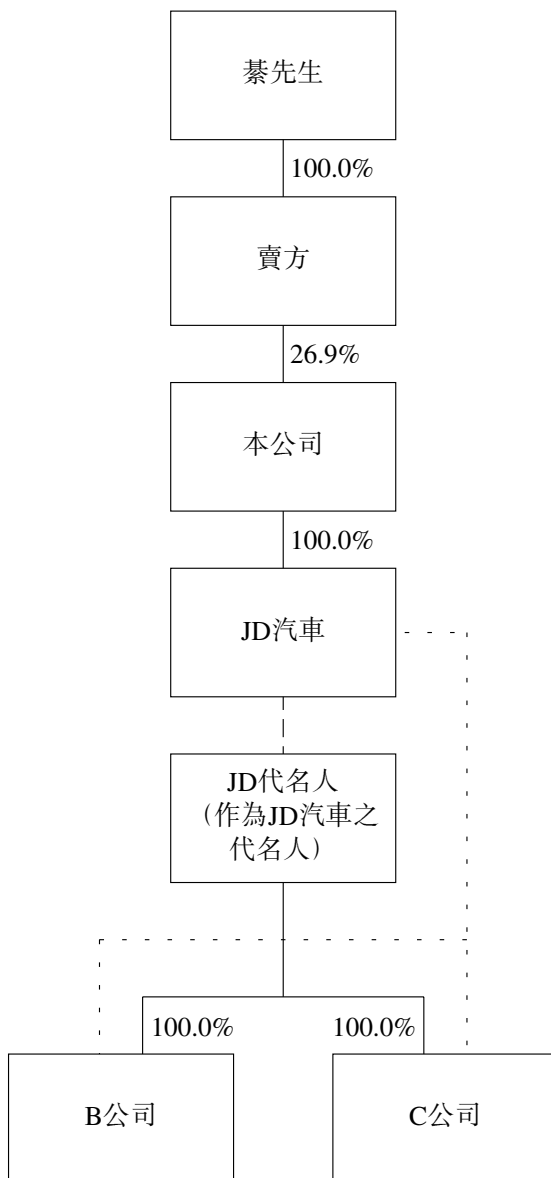 綦先生
100.0%
賣方
26.9%
本公司
100.0%
JD汽車
JD代名人
（作為JD汽車之
代名人）
100.0% 100.0%
B公司 C公司